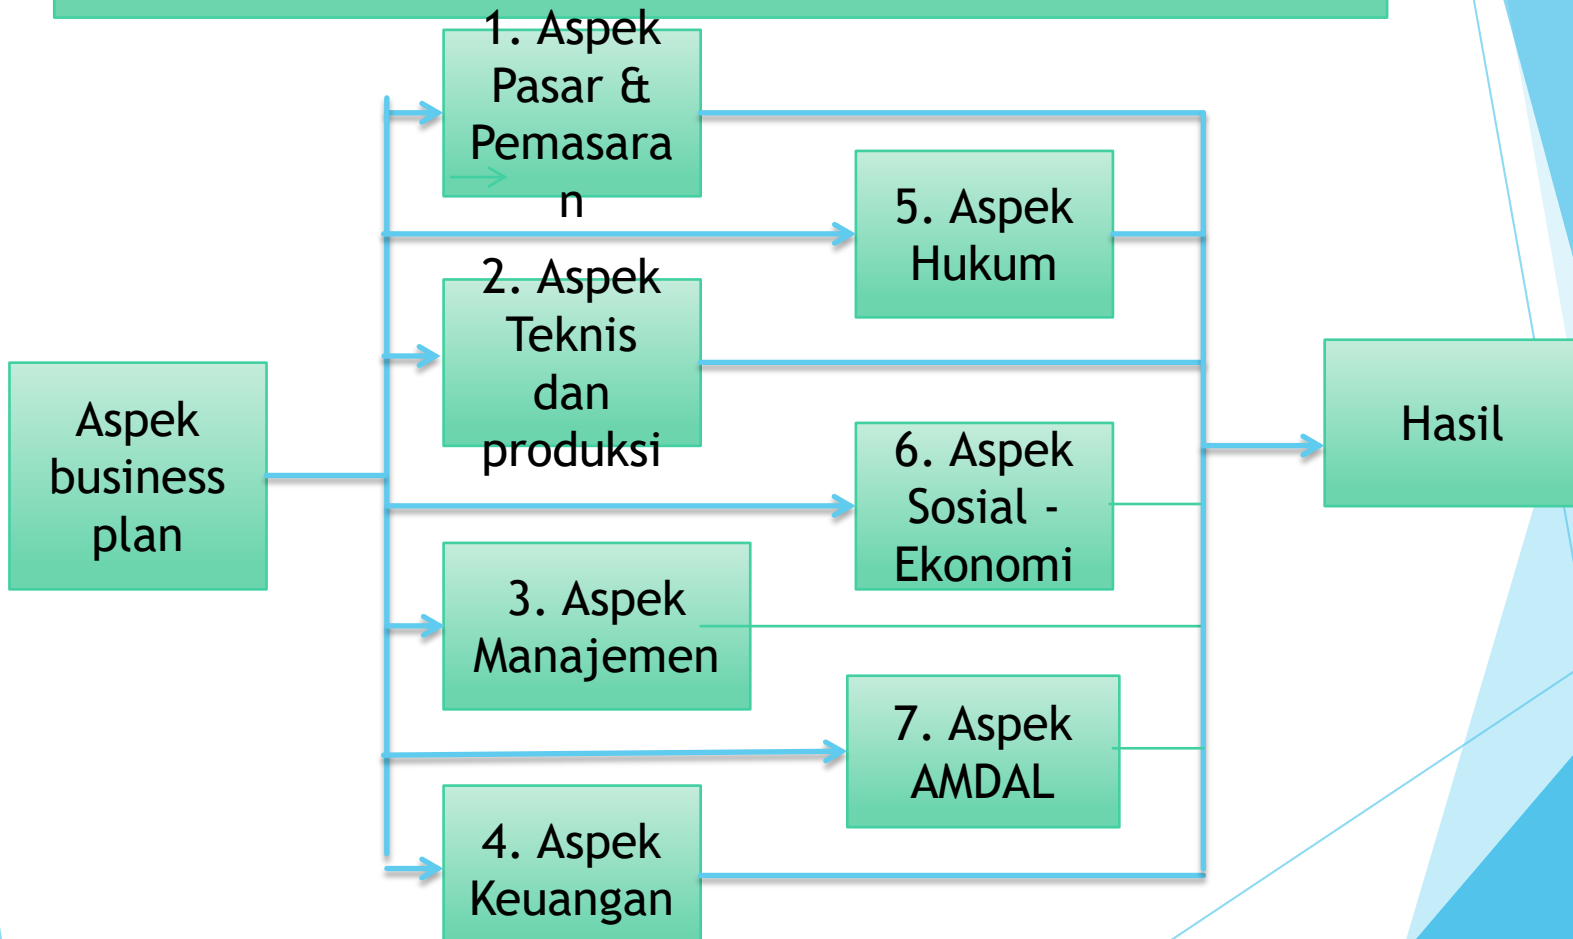 1. Aspek
Pasar &
Pemasara
n
5. Aspek
Hukum
2. Aspek
Teknis
dan
produksi
Aspek
business
plan
6. Aspek
Sosial -
Ekonomi
Hasil
3. Aspek
Manajemen
7. Aspek
AMDAL
4. Aspek
Keuangan